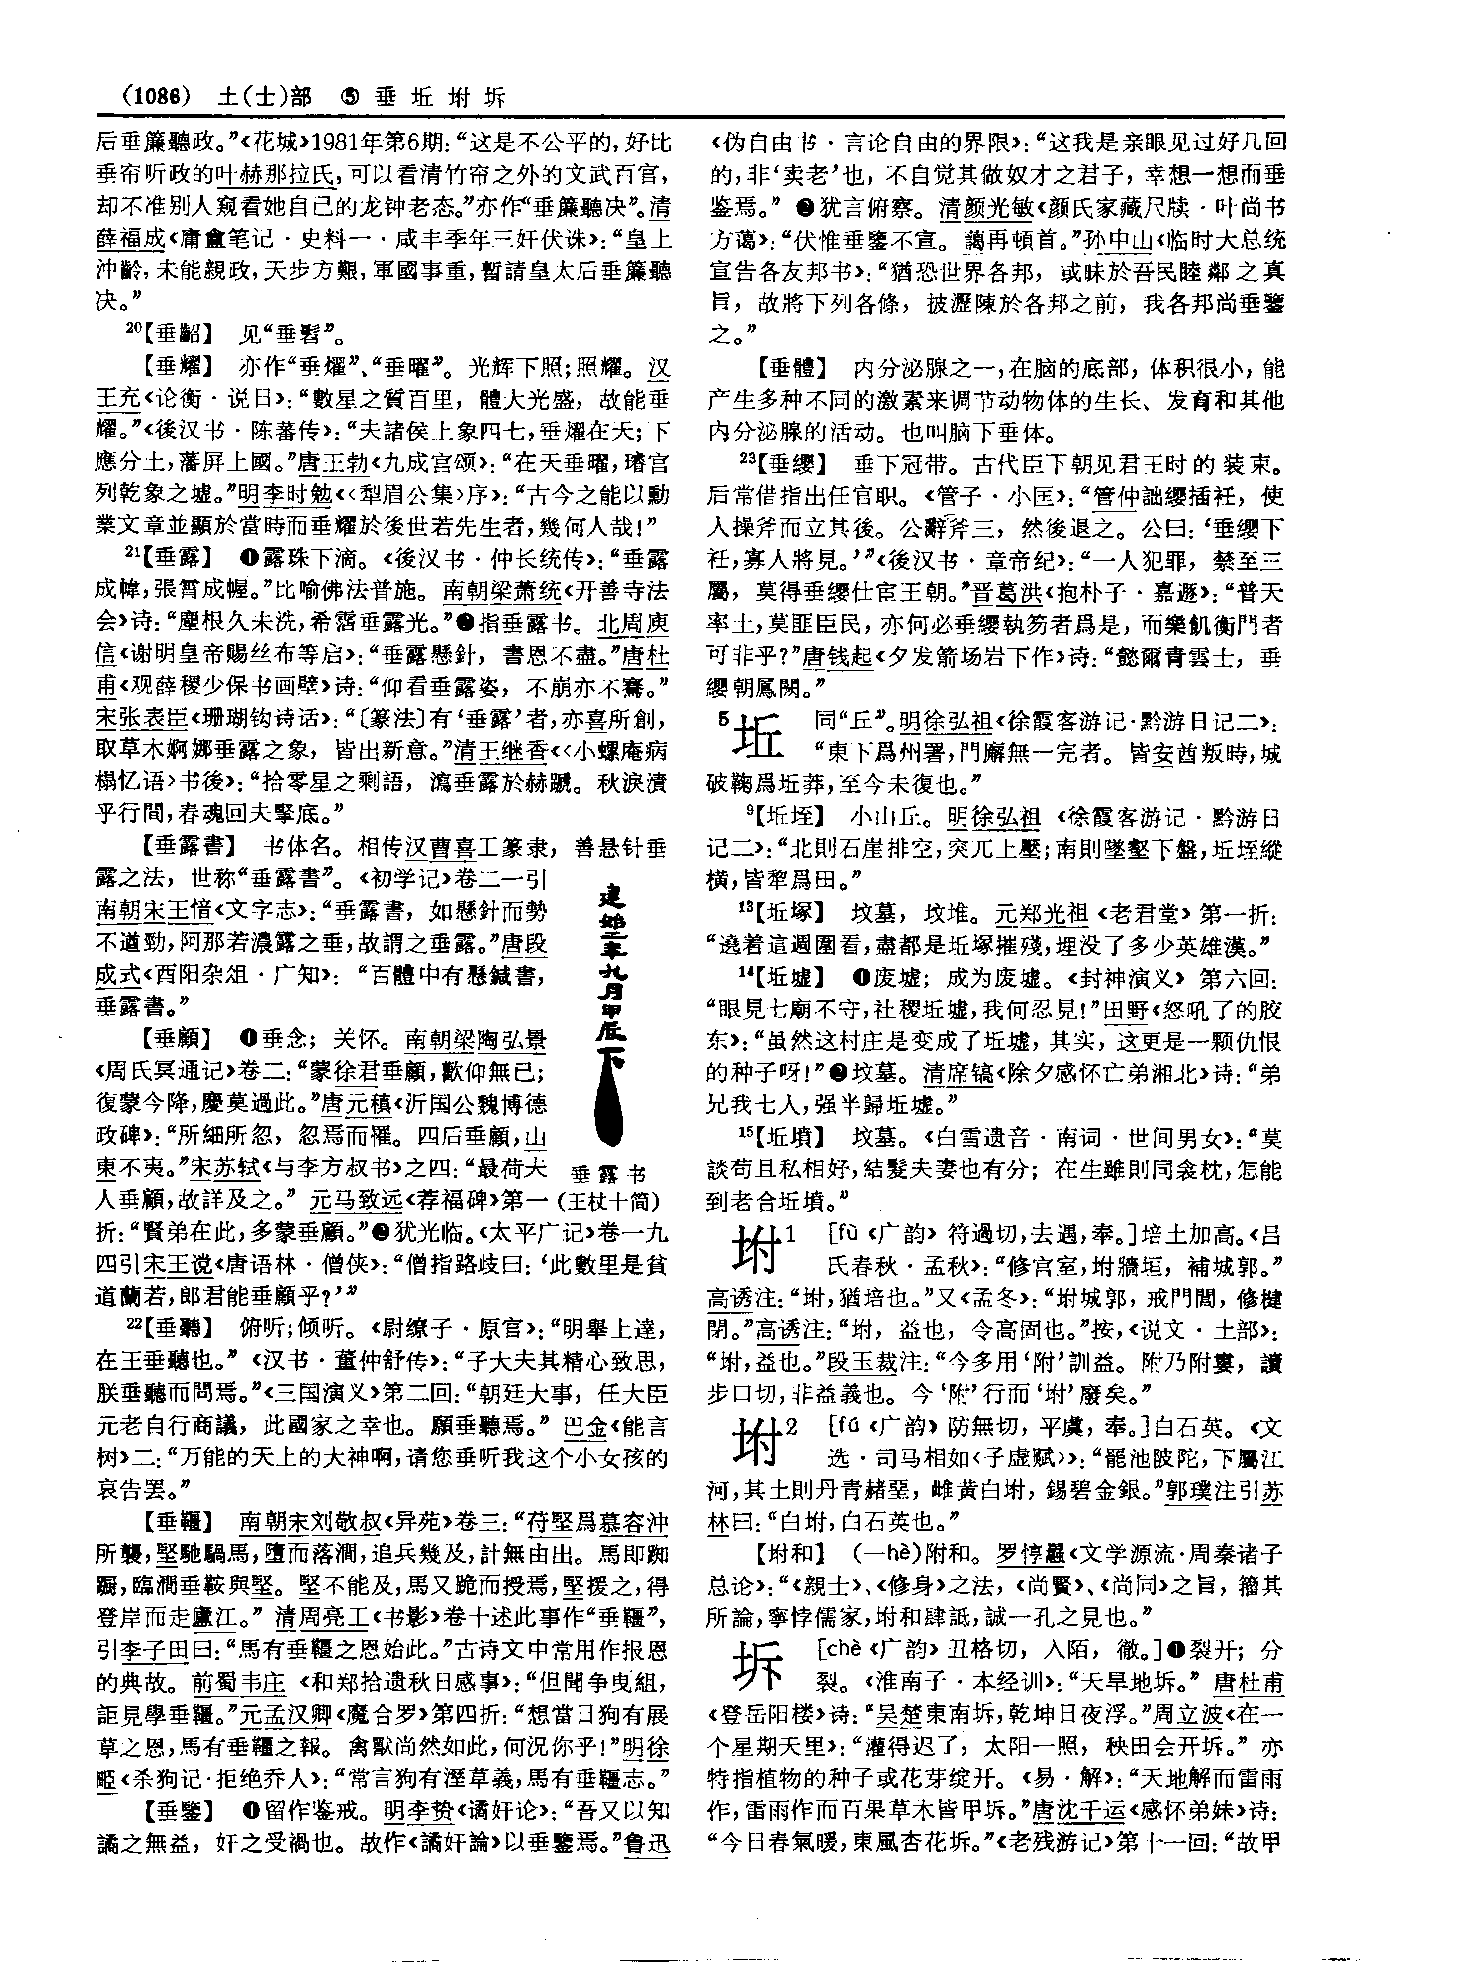 (1086) 土(士)部 ⑤ 垂 坵 坿 坼
后垂簾聽政。”《花城》1981年第6期：“这是不公平的，好比
垂帘听政的叶赫那拉氏，可以看清竹帘之外的文武百官，
却不准别人窥看她自己的龙钟老态。”亦作“垂簾聽决”。清
薛福成《庸盦笔记·史料一·咸丰季年三奸伏诛》：“皇上
沖齡，未能親政，天步方艱，軍國事重，暫請皇太后垂簾聽
决。”
20【垂齠】 见“垂髫”。
【垂耀】 亦作“垂燿”、“垂曜”。光辉下照；照耀。汉
王充《论衡·说日》：“數星之質百里，體大光盛，故能垂
耀。”《後汉书·陈蕃传》：“夫諸侯上象四七，垂燿在天；下
應分土，藩屏上國。”唐王勃《九成宫颂》：“在天垂曜，璿宫
列乾象之墟。”明李时勉《〈犁眉公集〉序》：“古今之能以勳
業文章並顯於當時而垂耀於後世若先生者，幾何人哉！”
21【垂露】 ❶露珠下滴。《後汉书·仲长统传》：“垂露
成幃，張霄成幄。”比喻佛法普施。南朝梁萧统《开善寺法
会》诗：“塵根久未洗，希霑垂露光。”❷指垂露书。北周庾
信《谢明皇帝赐丝布等启》：“垂露懸針，書恩不盡。”唐杜
甫《观薛稷少保书画壁》诗：“仰看垂露姿，不崩亦不騫。”
宋张表臣《珊瑚钩诗话》：“〔篆法〕有‘垂露’者，亦喜所創，
取草木婀娜垂露之象，皆出新意。”清王继香《〈小螺庵病
榻忆语〉书後》：“拾零星之剩語，瀉垂露於赫蹏。秋淚漬
乎行間，春魂回夫擎底。”
【垂露書】 书体名。相传汉曹喜工篆隶，善悬针垂
露之法，世称“垂露書”。《初学记》卷二一引
南朝宋王愔《文字志》：“垂露書，如懸針而勢
不遒勁，阿那若濃露之垂，故謂之垂露。”唐段
成式《酉阳杂俎·广知》：“百體中有懸鍼書，
垂露書。”
【垂顧】 ❶垂念；关怀。南朝梁陶弘景
《周氏冥通记》卷二：“蒙徐君垂顧，歡仰無已；
復蒙今降，慶莫過此。”唐元稹《沂国公魏博德
政碑》：“所細所忽，忽焉而罹。四后垂顧，山
東不夷。”宋苏轼《与李方叔书》之四：“最荷大
人垂顧，故詳及之。”元马致远《荐福碑》第一
折：“賢弟在此，多蒙垂顧。”❷犹光临。《太平广记》卷一九
四引宋王谠《唐语林·僧侠》：“僧指路歧曰：‘此數里是貧
道蘭若，郎君能垂顧乎？’”
建始二年九月甲辰下
垂露书
(王杖十简)
22【垂聽】 俯听；倾听。《尉缭子·原官》：“明舉上達，
在王垂聽也。”《汉书·董仲舒传》：“子大夫其精心致思，
朕垂聽而問焉。”《三国演义》第二回：“朝廷大事，任大臣
元老自行商議，此國家之幸也。願垂聽焉。”巴金《能言
树》二：“万能的天上的大神啊，请您垂听我这个小女孩的
哀告罢。”
【垂韁】 南朝宋刘敬叔《异苑》卷三：“苻堅爲慕容沖
所襲，堅馳騧馬，墮而落澗，追兵幾及，計無由出。馬即踟
躕，臨澗垂鞍與堅。堅不能及，馬又跪而授焉，堅援之，得
登岸而走廬江。”清周亮工《书影》卷十述此事作“垂韁”，
引李子田曰：“馬有垂韁之恩始此。”古诗文中常用作报恩
的典故。前蜀韦庄《和郑拾遗秋日感事》：“但聞争曳組，
詎見學垂韁。”元孟汉卿《魔合罗》第四折：“想當日狗有展
草之恩，馬有垂韁之報。禽獸尚然如此，何況你乎！”明徐
𤱻《杀狗记·拒绝乔人》：“常言狗有溼草義，馬有垂韁志。”
【垂鑒】 ❶留作鉴戒。明李贽《谲奸论》：“吾又以知
譎之無益，奸之受禍也。故作《譎奸論》以垂鑒焉。”鲁迅
《伪自由书·言论自由的界限》：“这我是亲眼见过好几回
的，非‘卖老’也，不自觉其做奴才之君子，幸想一想而垂
鉴焉。”❷犹言俯察。清颜光敏《颜氏家藏尺牍·叶尚书
方蔼》：“伏惟垂鑒不宣。藹再頓首。”孙中山《临时大总统
宣告各友邦书》：“猶恐世界各邦，或昧於吾民睦鄰之真
旨，故將下列各條，披瀝陳於各邦之前，我各邦尚垂鑒
之。”
【垂體】 内分泌腺之一，在脑的底部，体积很小，能
产生多种不同的激素来调节动物体的生长、发育和其他
内分泌腺的活动。也叫脑下垂体。
23【垂纓】 垂下冠带。古代臣下朝见君王时的装束。
后常借指出任官职。《管子·小匡》：“管仲詘纓插衽，使
人操斧而立其後。公辭斧三，然後退之。公曰：‘垂纓下
衽，寡人將見。’”《後汉书·章帝纪》：“一人犯罪，禁至三
屬，莫得垂纓仕宦王朝。”晋葛洪《抱朴子·嘉遯》：“普天
率土，莫匪臣民，亦何必垂纓執笏者爲是，而樂飢衡門者
可非乎？”唐钱起《夕发箭场岩下作》诗：“懿爾青雲士，垂
纓朝鳳闕。”
5坵 同“丘”。明徐弘祖《徐霞客游记·黔游日记二》：
“東下爲州署，門廨無一完者。皆安酋叛時，城
破鞠爲坵莽，至今未復也。”
9【坵垤】 小山丘。明徐弘祖《徐霞客游记·黔游日
记二》：“北則石崖排空，突兀上壓；南則墜壑下盤，坵垤縱
橫，皆犂爲田。”
13【坵塚】 坟墓，坟堆。元郑光祖《老君堂》第一折：
“遶着這週圍看，盡都是坵塚摧殘，埋没了多少英雄漢。”
14【坵墟】 ❶废墟；成为废墟。《封神演义》第六回：
“眼見七廟不守，社稷坵墟，我何忍見！”田野《怒吼了的胶
东》：“虽然这村庄是变成了坵墟，其实，这更是一颗仇恨
的种子呀！”❷坟墓。清席镐《除夕感怀亡弟湘北》诗：“弟
兄我七人，强半歸坵墟。”
15【坵墳】 坟墓。《白雪遗音·南词·世间男女》：“莫
談苟且私相好，結髮夫妻也有分；在生雖則同衾枕，怎能
到老合坵墳。”
坿1 [fù《广韵》符遇切，去遇，奉。]培土加高。《吕
氏春秋·孟秋》：“修宫室，坿牆垣，補城郭。”
高诱注：“坿，猶培也。”又《孟冬》：“坿城郭，戒門閭，修楗
閉。”高诱注：“坿，益也，令高固也。”按，《说文·土部》：
“坿，益也。”段玉裁注：“今多用‘附’訓益。附乃附婁，讀
步口切，非益義也。今‘附’行而‘坿’廢矣。”
坿2 [fú《广韵》防無切，平虞，奉。]白石英。《文
选·司马相如〈子虚赋〉》：“罷池陂陀，下屬江
河，其土則丹青赭堊，雌黄白坿，錫碧金銀。”郭璞注引苏
林曰：“白坿，白石英也。”
【坿和】 (—hè)附和。罗惇曧《文学源流·周秦诸子
总论》：“《親士》、《修身》之法，《尚賢》、《尚同》之旨，籀其
所論，寧悖儒家，坿和肆詆，誠一孔之見也。”
坼 [chè《广韵》丑格切，入陌，徹。]❶裂开；分
裂。《淮南子·本经训》：“天旱地坼。”唐杜甫
《登岳阳楼》诗：“吴楚東南坼，乾坤日夜浮。”周立波《在一
个星期天里》：“灌得迟了，太阳一照，秧田会开坼。”亦
特指植物的种子或花芽绽开。《易·解》：“天地解而雷雨
作，雷雨作而百果草木皆甲坼。”唐沈千运《感怀弟妹》诗：
“今日春氣暖，東風杏花坼。”《老残游记》第十一回：“故甲